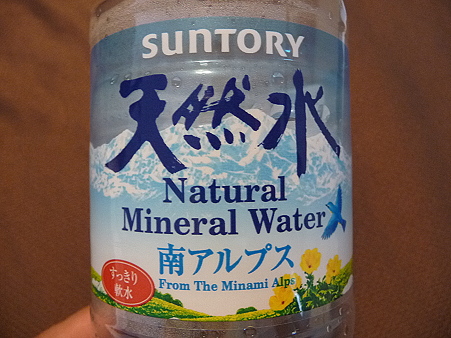 SUNTORY
天然水
Natural
Mineral Water
南アルプス
From The Minami Alps
すっきり
軟水